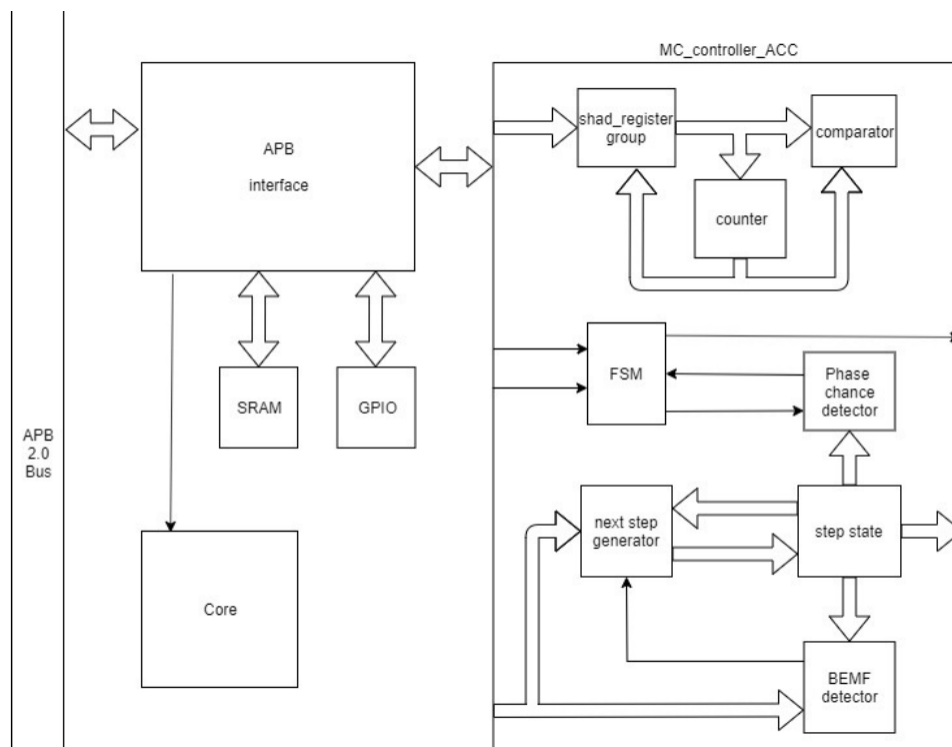 MC_controller_ACC
APB
interface
shad_register
group
comparator
counter
SRAM
GPIO
FSM
Phase
chance
detector
APB
2.0
Bus
next step
generator
step state
Core
BEMF
detector